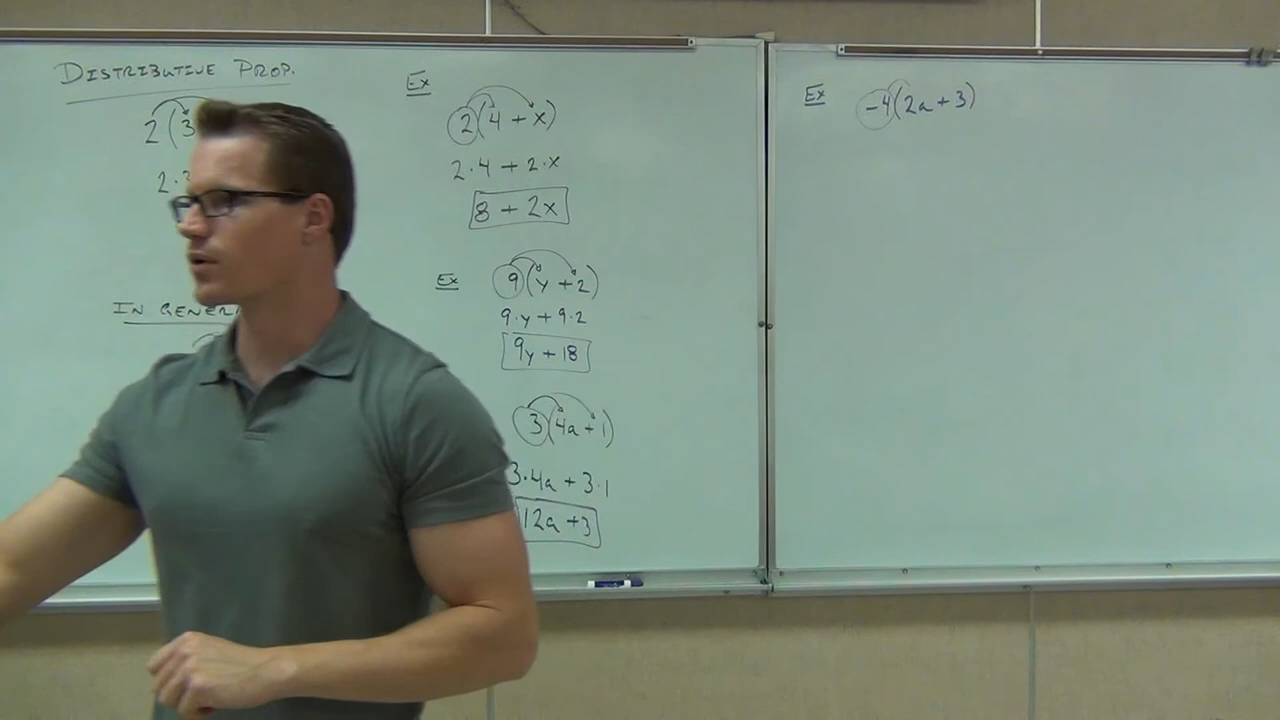 DISTRIBUTIVE PROP.
2(3
2·3
IN GENER
Ex
2(4 + x)
2·4 + 2·x
8 + 2x
Ex
9(y + 2)
9·y + 9·2
9y + 18
3(4a + 1)
3·4a + 3·1
12a + 3
Ex
-4(2a + 3)